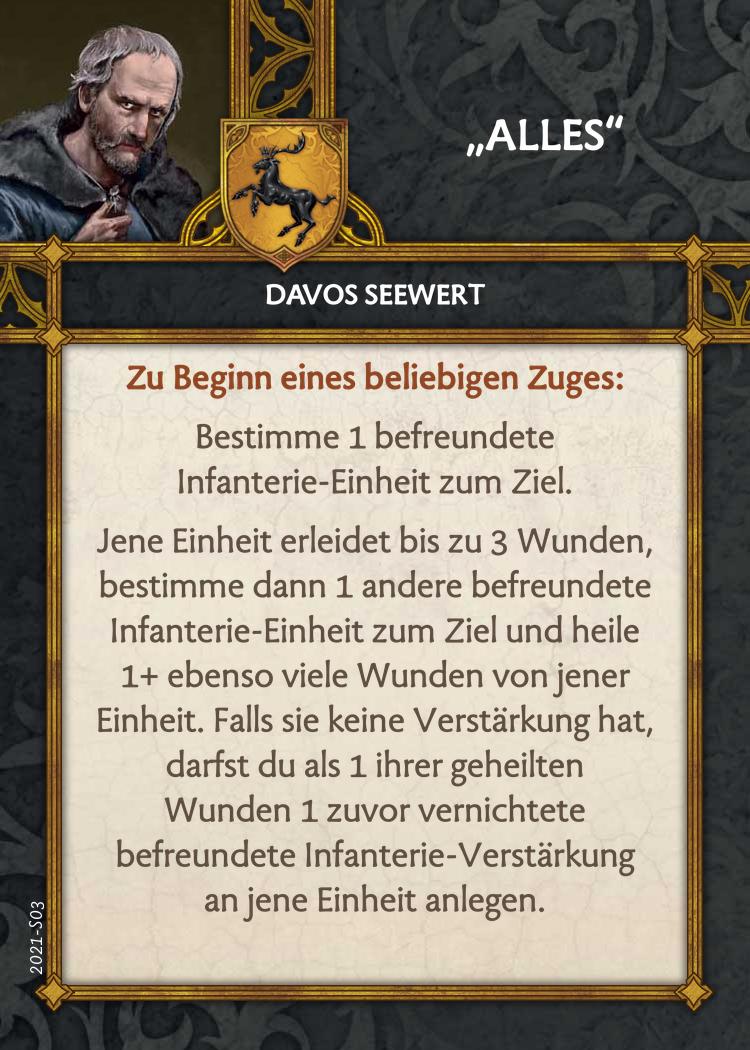 „ALLES“
DAVOS SEEWERT
Zu Beginn eines beliebigen Zuges:
Bestimme 1 befreundete
Infanterie-Einheit zum Ziel.
Jene Einheit erleidet bis zu 3 Wunden,
bestimme dann 1 andere befreundete
Infanterie-Einheit zum Ziel und heile
1+ ebenso viele Wunden von jener
Einheit. Falls sie keine Verstärkung hat,
darfst du als 1 ihrer geheilten
Wunden 1 zuvor vernichtete
befreundete Infanterie-Verstärkung
an jene Einheit anlegen.
2021-S03